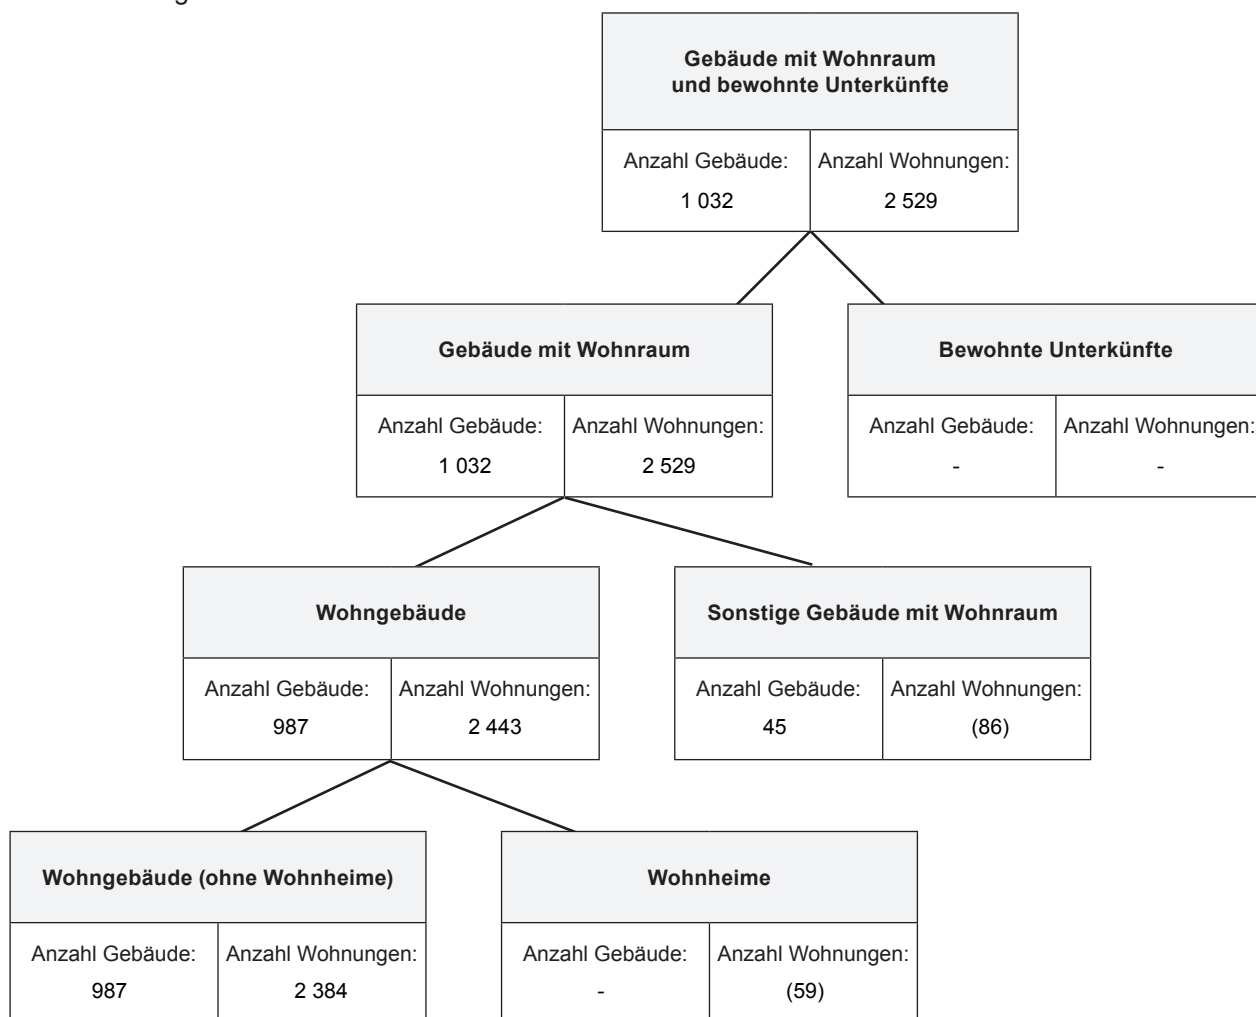 Gebäude mit Wohnraum
und bewohnte Unterkünfte
Anzahl Gebäude:
1 032
Anzahl Wohnungen:
2 529
Gebäude mit Wohnraum
Anzahl Gebäude:
1 032
Anzahl Wohnungen:
2 529
Bewohnte Unterkünfte
Anzahl Gebäude:
-
Anzahl Wohnungen:
-
Wohngebäude
Anzahl Gebäude:
987
Anzahl Wohnungen:
2 443
Sonstige Gebäude mit Wohnraum
Anzahl Gebäude:
45
Anzahl Wohnungen:
(86)
Wohngebäude (ohne Wohnheime)
Anzahl Gebäude:
987
Anzahl Wohnungen:
2 384
Wohnheime
Anzahl Gebäude:
-
Anzahl Wohnungen:
(59)